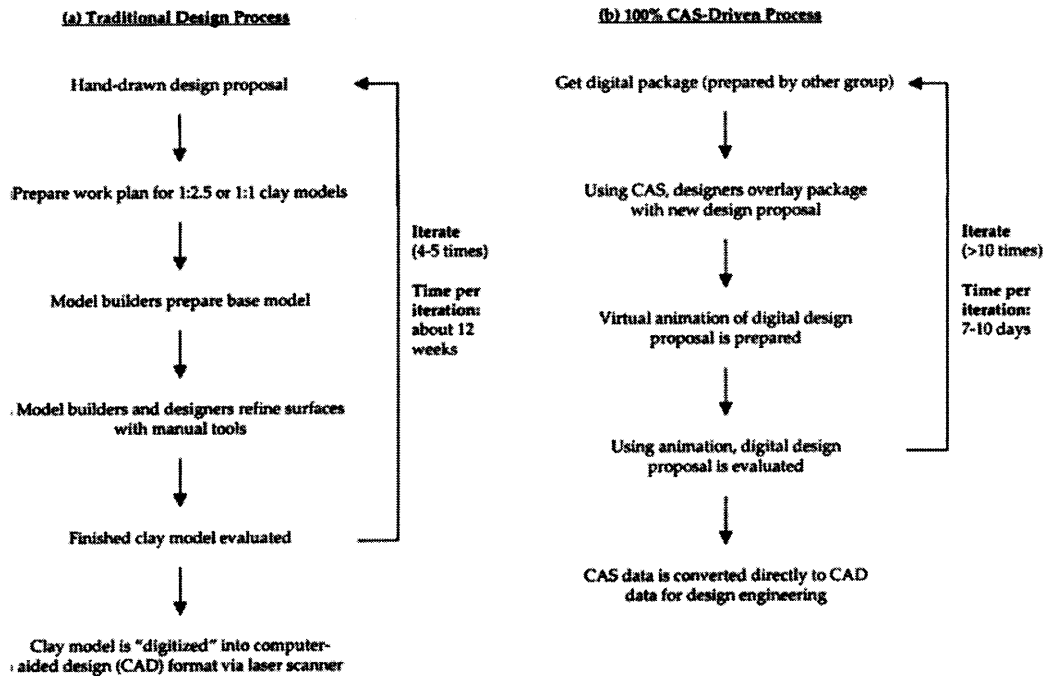 (a) Traditional Design Process
Hand-drawn design proposal
Prepare work plan for 1:2.5 or 1:1 clay models
Model builders prepare base model
Model builders and designers refine surfaces
with manual tools
Finished clay model evaluated
Clay model is "digitized" into computer-
aided design (CAD) format via laser scanner
Iterate
(4-5 times)
Time per
iteration:
about 12
weeks
(b) 100% CAS-Driven Process
Get digital package (prepared by other group)
Using CAS, designers overlay package
with new design proposal
Virtual animation of digital design
proposal is prepared
Using animation, digital design
proposal is evaluated
CAS data is converted directly to CAD
data for design engineering
Iterate
(>10 times)
Time per
iteration:
7-10 days